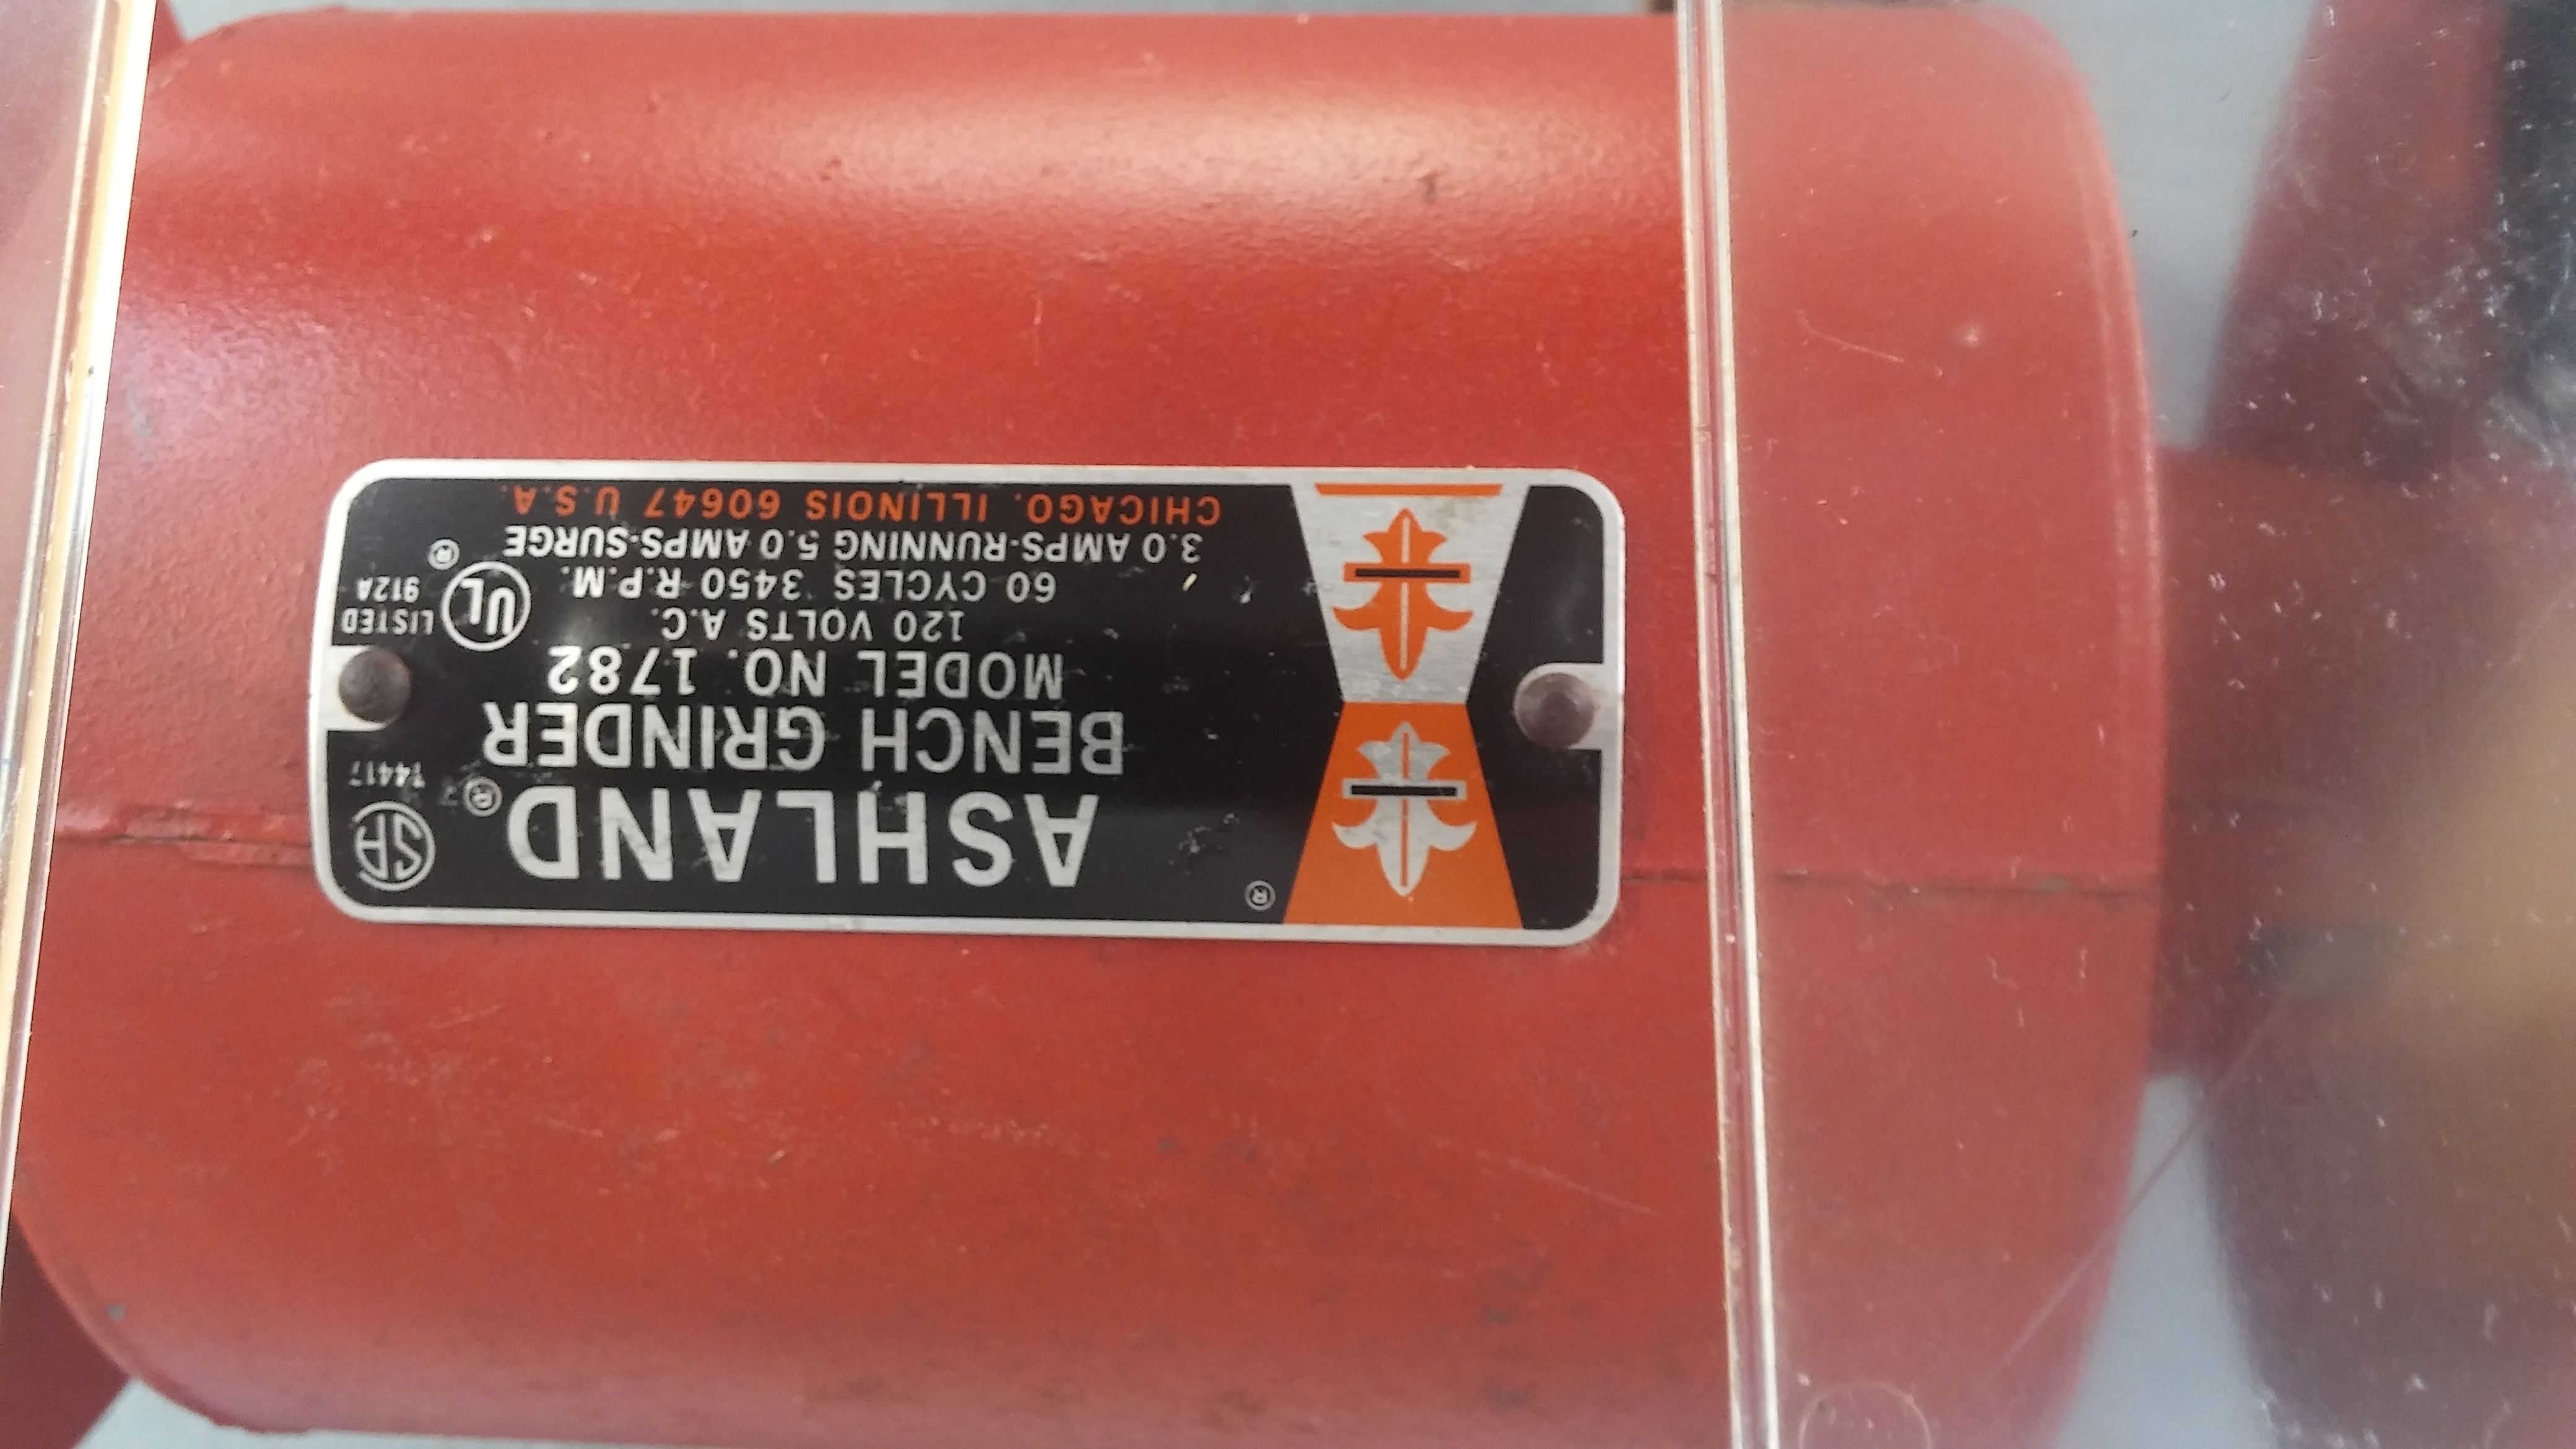 ASHLAND®
BENCH GRINDER
MODEL NO. 1782
120 VOLTS A.C.
60 CYCLES 3450 R.P.M.
3.0 AMPS-RUNNING 5.0 AMPS-SURGE
CHICAGO, ILLINOIS 60647 U.S.A.
®
SA
T4417
UL
®
LISTED
912A